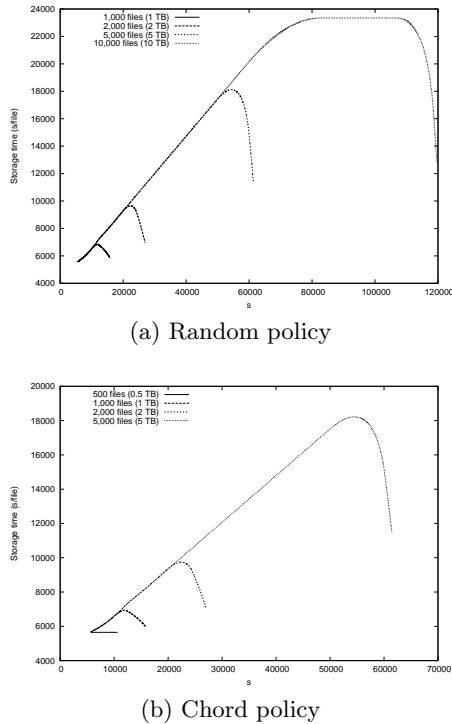 24000
22000
20000
18000
16000
14000
12000
10000
8000
6000
4000
Storage time (s/file)
1,000 files (1 TB)
2,000 files (2 TB)
5,000 files (5 TB)
10,000 files (10 TB)
0 20000 40000 60000 80000 100000 120000
s
(a) Random policy
20000
18000
16000
14000
12000
10000
8000
6000
4000
Storage time (s/file)
500 files (0.5 TB)
1,000 files (1 TB)
2,000 files (2 TB)
5,000 files (5 TB)
0 10000 20000 30000 40000 50000 60000 70000
s
(b) Chord policy